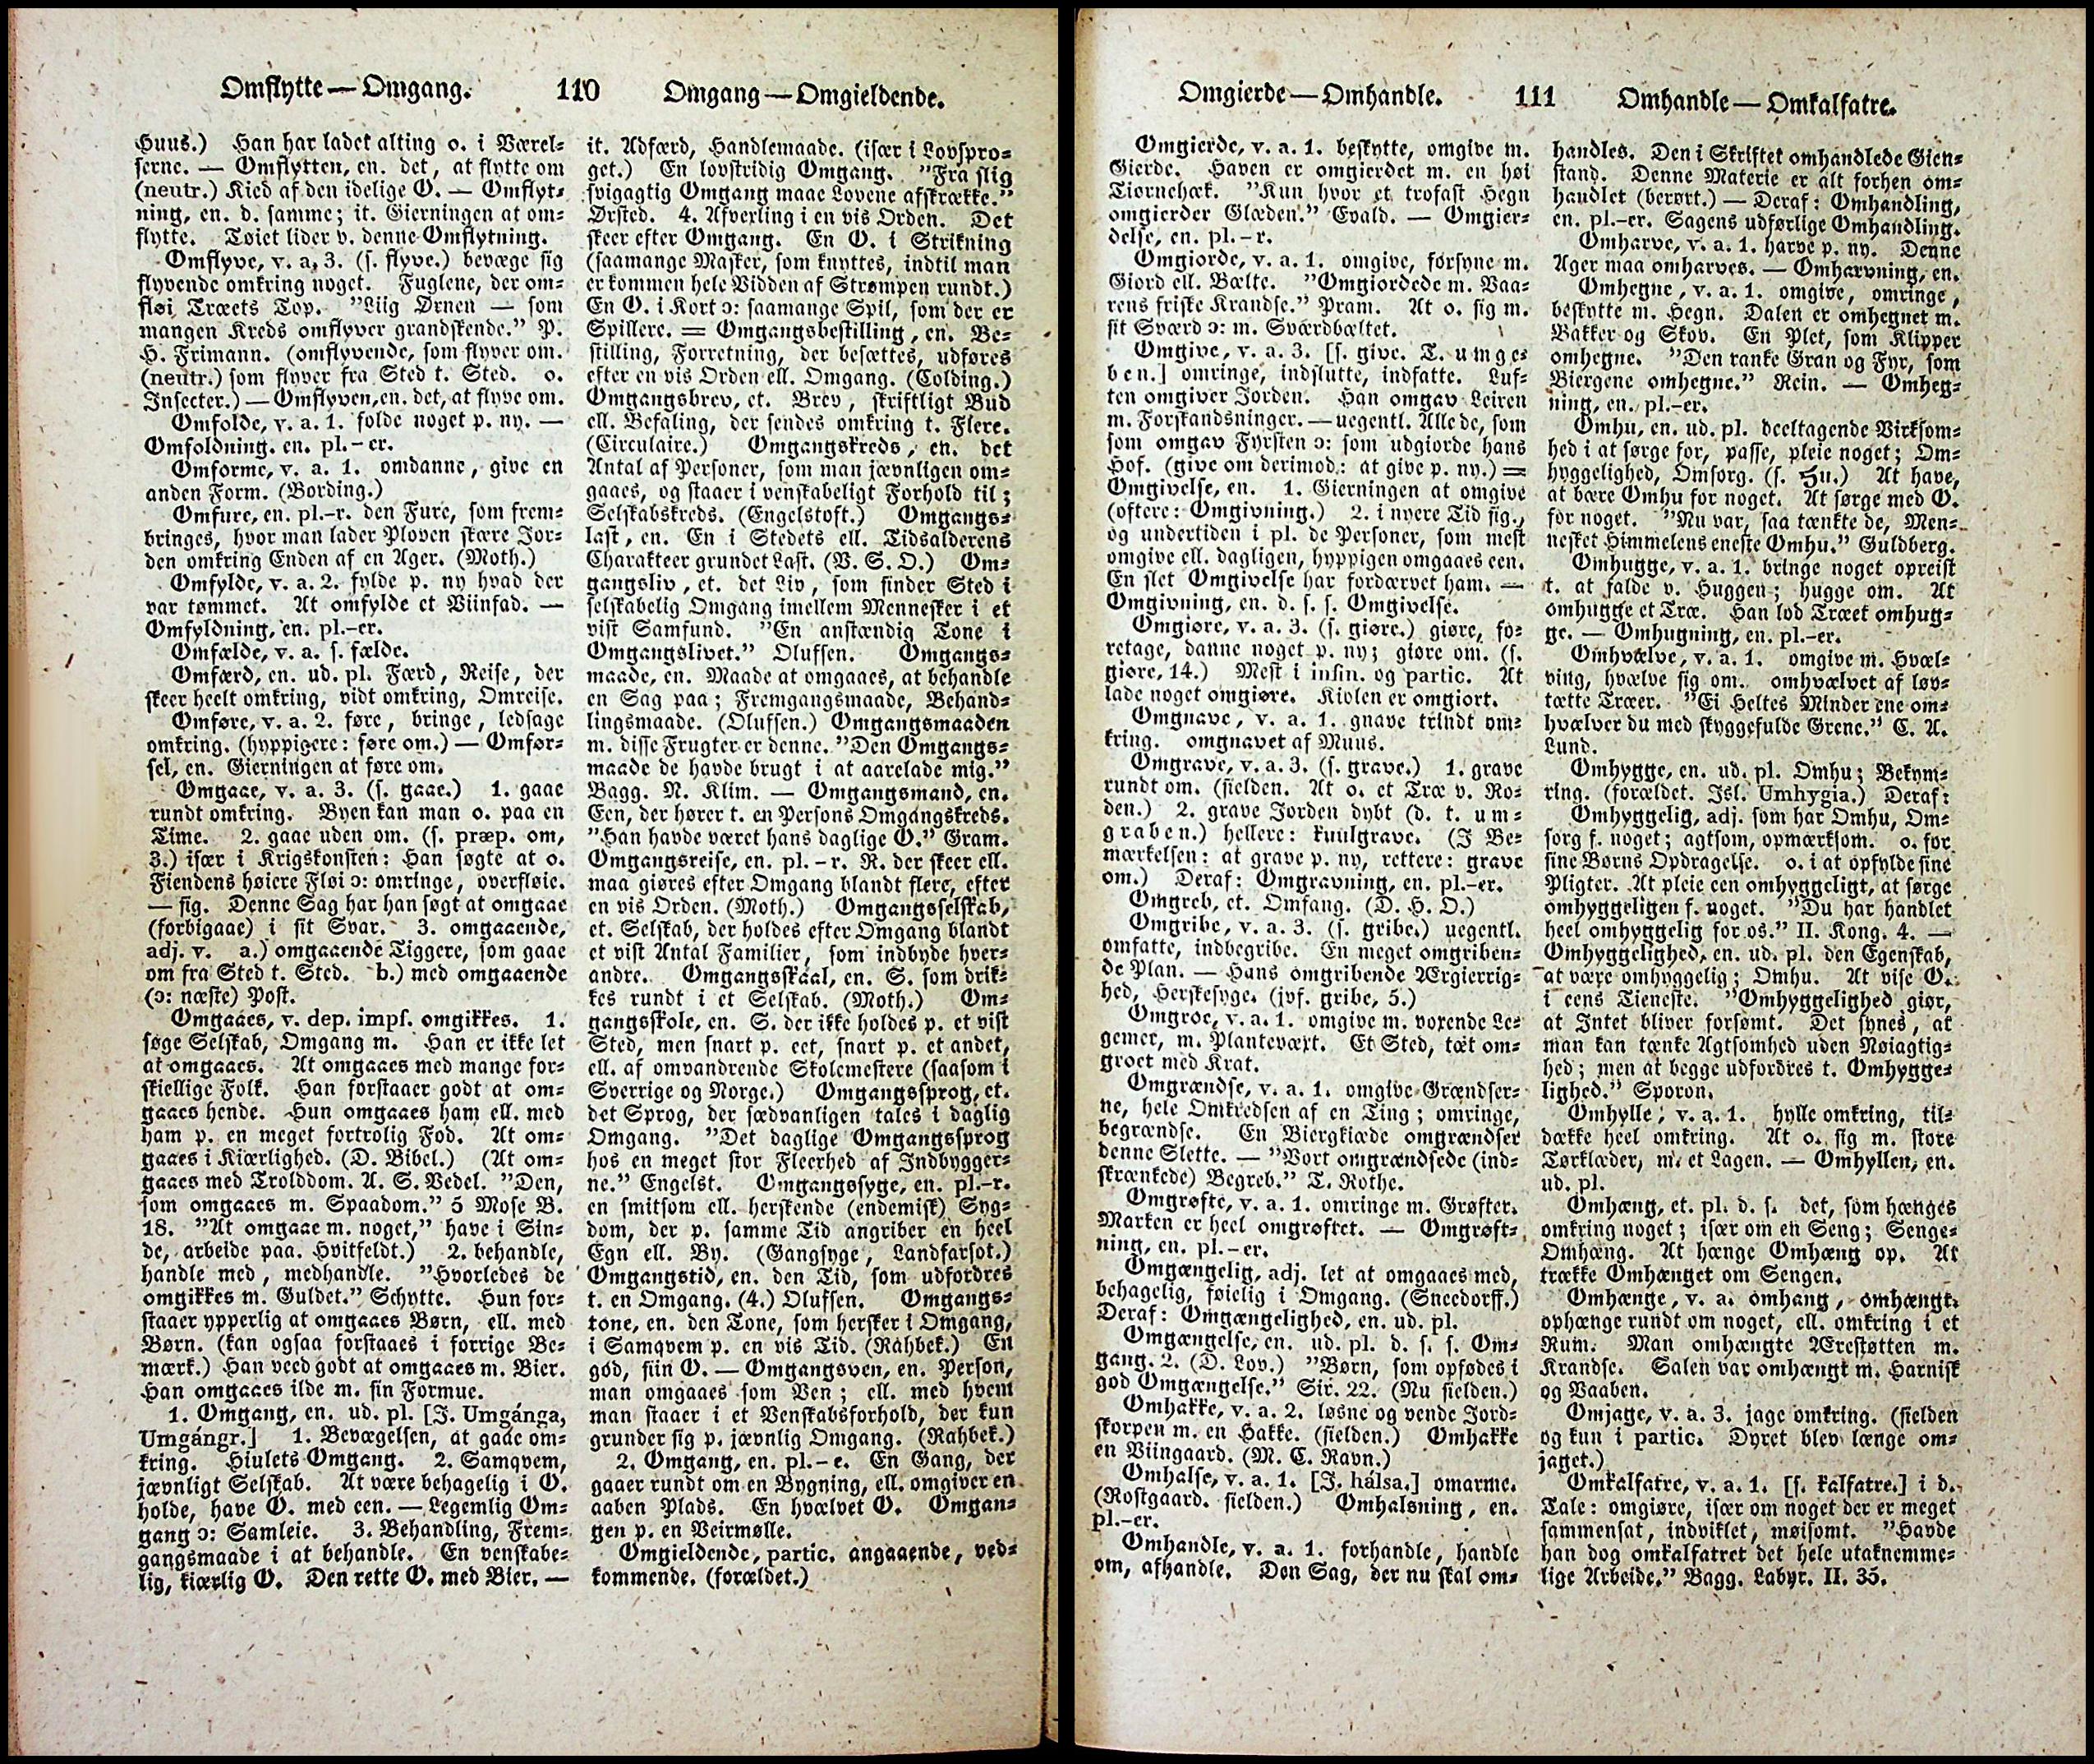 Omflytte — Omgang.
110
Omgang — Omgieldende.
Huus.) Han har ladet alting o. i Værel-
serne. — Omflytten, en. det, at flytte om
(neutr.) Kied af den idelige O. — Omflyt-
ning, en. d. samme; it. Gierningen at om-
flytte. Tøiet lider v. denne Omflytning.
Omflyve, v. a. 3. (s. flyve.) bevæge sig
flyvende omkring noget. Fuglene, der om-
fløi Træets Top. "Liig Ørnen — som
mangen Kreds omflyver grandskende." P.
H. Frimann. (omflyvende, som flyver om.
(neutr.) som flyver fra Sted t. Sted. o.
Insecter.) — Omflyven, en. det, at flyve om.
Omfolde, v. a. 1. folde noget p. ny. —
Omfoldning. en. pl. - er.
Omforme, v. a. 1. omdanne, give en
anden Form. (Bording.)
Omfure, en. pl.-r. den Fure, som frem-
bringes, hvor man lader Ploven skære Jor-
den omkring Enden af en Ager. (Moth.)
Omfylde, v. a. 2. fylde p. ny hvad der
var tømmet. At omfylde et Viinfad. —
Omfyldning, en. pl.-er.
Omfælde, v. a. s. fælde.
Omfærd, en. ud. pl. Færd, Reise, der
skeer heelt omkring, vidt omkring, Omreise.
Omføre, v. a. 2. føre, bringe, ledsage
omkring. (hyppigere: føre om.) — Omfør-
sel, en. Gierningen at føre om.
Omgaae, v. a. 3. (s. gaae.) 1. gaae
rundt omkring. Byen kan man o. paa en
Time. 2. gaae uden om. (s. præp. om,
3.) især i Krigskonsten: Han søgte at o.
Fiendens høiere Fløi ɔ: omringe, overfløie.
— fig. Denne Sag har han søgt at omgaae
(forbigaae) i sit Svar. 3. omgaaende,
adj. v. a.) omgaaende Tiggere, som gaae
om fra Sted t. Sted. b.) med omgaaende
(ɔ: næste) Post.
Omgaaes, v. dep. impf. omgikkes. 1.
søge Selskab, Omgang m. Han er ikke let
at omgaaes. At omgaaes med mange for-
skiellige Folk. Han forstaaer godt at om-
gaaes hende. Hun omgaaes ham ell. med
ham p. en meget fortrolig Fod. At om-
gaaes i Kiærlighed. (D. Bibel.) (At om-
gaaes med Trolddom. A. S. Vedel. "Den,
som omgaaes m. Spaadom." 5 Mose B.
18. "At omgaae m. noget," have i Sin-
de, arbeide paa. Hvitfeldt.) 2. behandle,
handle med, medhandle. "Hvorledes de
omgikkes m. Guldet." Schytte. Hun for-
staaer ypperlig at omgaaes Børn, ell. med
Børn. (kan ogsaa forstaaes i forrige Be-
mærk.) Han veed godt at omgaaes m. Bier.
Han omgaaes ilde m. sin Formue.
1. Omgang, en. ud. pl. [J. Umgánga,
Umgángr.] 1. Bevægelsen, at gaae om-
kring. Hiulets Omgang. 2. Samqvem,
jævnligt Selskab. At være behagelig i O.
holde, have O. med een. — Legemlig Om-
gang ɔ: Samleie. 3. Behandling, Frem-
gangsmaade i at behandle. En venskabe-
lig, kiærlig O. Den rette O. med Bier. —
it. Adfærd, Handlemaade. (især i Lovspro-
get.) En lovstridig Omgang. "Fra slig
svigagtig Omgang maae Lovene afskrække."
Ørsted. 4. Afvexling i en vis Orden. Det
skeer efter Omgang. En O. i Strikning
(saamange Masker, som knyttes, indtil man
er kommen hele Vidden af Strømpen rundt.)
En O. i Kort ɔ: saamange Spil, som der er
Spillere. = Omgangsbestilling, en. Be-
stilling, Forretning, der besættes, udføres
efter en vis Orden ell. Omgang. (Colding.)
Omgangsbrev, et. Brev, skriftligt Bud
ell. Befaling, der sendes omkring t. Flere.
(Circulaire.) Omgangskreds, en. det
Antal af Personer, som man jævnligen om-
gaaes, og staaer i venskabeligt Forhold til;
Selskabskreds. (Engelstoft.) Omgangs-
last, en. En i Stedets ell. Tidsalderens
Charakteer grundet Last. (V. S. O.) Om-
gangsliv, et. det Liv, som finder Sted i
selskabelig Omgang imellem Mennesker i et
vist Samfund. "En anstændig Tone i
Omgangslivet." Olufsen. Omgangs-
maade, en. Maade at omgaaes, at behandle
en Sag paa; Fremgangsmaade, Behand-
lingsmaade. (Olufsen.) Omgangsmaaden
m. disse Frugter er denne. "Den Omgangs-
maade de havde brugt i at aarelade mig."
Bagg. N. Klim. — Omgangsmand, en.
Een, der hører t. en Persons Omgangskreds.
"Han havde været hans daglige O." Gram.
Omgangsreise, en. pl. - r. R. der skeer ell.
maa giøres efter Omgang blandt flere, efter
en vis Orden. (Moth.) Omgangsselskab,
et. Selskab, der holdes efter Omgang blandt
et vist Antal Familier, som indbyde hver-
andre. Omgangsskaal, en. S. som drik-
kes rundt i et Selskab. (Moth.) Om-
gangsskole, en. S. der ikke holdes p. et vist
Sted, men snart p. eet, snart p. et andet,
ell. af omvandrende Skolemestere (saasom i
Sverrige og Norge.) Omgangssprog, et.
det Sprog, der sædvanligen tales i daglig
Omgang. "Det daglige Omgangssprog
hos en meget stor Fleerhed af Indbygger-
ne." Engelst. Omgangssyge, en. pl.-r.
en smitsom ell. herskende (endemisk) Syg-
dom, der p. samme Tid angriber en heel
Egn ell. By. (Gangsyge, Landfarsot.)
Omgangstid, en. den Tid, som udfordres
t. en Omgang. (4.) Olufsen. Omgangs-
tone, en. den Tone, som hersker i Omgang,
i Samqvem p. en vis Tid. (Rahbek.) En
god, fiin O. — Omgangsven, en. Person,
man omgaaes som Ven; ell. med hvem
man staaer i et Venskabsforhold, der kun
grunder sig p. jævnlig Omgang. (Rahbek.)
2. Omgang, en. pl. - e. En Gang, der
gaaer rundt om en Bygning, ell. omgiver en
aaben Plads. En hvælvet O. Omgan-
gen p. en Veirmølle.
Omgieldende, partic. angaaende, ved-
kommende. (forældet.)
Omgierde — Omhandle.
111
Omhandle — Omkalfatre.
Omgierde, v. a. 1. beskytte, omgive m.
Gierde. Haven er omgierdet m. en høi
Tiørnehæk. "Kun hvor et trofast Hegn
omgierder Glæden." Evald. — Omgier-
delse, en. pl. - r.
Omgiorde, v. a. 1. omgive, forsyne m.
Giord ell. Bælte. "Omgiordede m. Vaa-
rens friske Krandse." Pram. At o. sig m.
sit Sværd ɔ: m. Sværdbæltet.
Omgive, v. a. 3. [s. give. T. umge-
ben.] omringe, indslutte, indfatte. Luf-
ten omgiver Jorden. Han omgav Leiren
m. Forskandsninger. — uegentl. Alle de, som
som omgav Fyrsten ɔ: som udgiorde hans
Hof. (give om derimod: at give p. ny.) =
Omgivelse, en. 1. Gierningen at omgive
(oftere: Omgivning.) 2. i nyere Tid fig.,
og undertiden i pl. de Personer, som mest
omgive ell. dagligen, hyppigen omgaaes een.
En slet Omgivelse har fordærvet ham. —
Omgivning, en. d. s. s. Omgivelse.
Omgiøre, v. a. 3. (s. giøre.) giøre, fo-
retage, danne noget p. ny; giøre om. (s.
giøre, 14.) Mest i infin. og partic. At
lade noget omgiøre. Kiolen er omgiort.
Omgnave, v. a. 1. gnave trindt om-
kring. omgnavet af Muus.
Omgrave, v. a. 3. (s. grave.) 1. grave
rundt om. (sielden. At o. et Træ v. Ro-
den.) 2. grave Jorden dybt (d. t. um-
graben.) hellere: kuulgrave. (I Be-
mærkelsen: at grave p. ny, rettere: grave
om.) Deraf: Omgravning, en. pl.-er.
Omgreb, et. Omfang. (D. H. O.)
Omgribe, v. a. 3. (s. gribe.) uegentl.
omfatte, indbegribe. En meget omgriben-
de Plan. — Hans omgribende Ærgierrig-
hed, Herskesyge. (jvf. gribe, 5.)
Omgroe, v. a. 1. omgive m. voxende Le-
gemer, m. Plantevæxt. Et Sted, tæt om-
groet med Krat.
Omgrændse, v. a. 1. omgive Grændser-
ne, hele Omkredsen af en Ting; omringe,
begrændse. En Biergkiæde omgrændser
denne Slette. — "Vort omgrændsede (ind-
skrænkede) Begreb." T. Rothe.
Omgrøfte, v. a. 1. omringe m. Grøfter.
Marken er heel omgrøftet. — Omgrøft-
ning, en. pl. - er.
Omgængelig, adj. let at omgaaes med,
behagelig, føielig i Omgang. (Sneedorff.)
Deraf: Omgængelighed, en. ud. pl.
Omgængelse, en. ud. pl. d. s. s. Om-
gang. 2. (D. Lov.) "Børn, som opfødes i
god Omgængelse." Sir. 22. (Nu sielden.)
Omhakke, v. a. 2. løsne og vende Jord-
skorpen m. en Hakke. (sielden.) Omhakke
en Viingaard. (M. C. Ravn.)
Omhalse, v. a. 1. [J. hálsa.] omarme.
(Rostgaard. sielden.) Omhalsning, en.
pl.-er.
Omhandle, v. a. 1. forhandle, handle
om, afhandle. Den Sag, der nu skal om-
handles. Den i Skriftet omhandlede Gien-
stand. Denne Materie er alt forhen om-
handlet (berørt.) — Deraf: Omhandling,
en. pl.-er. Sagens udførlige Omhandling.
Omharve, v. a. 1. harve p. ny. Denne
Ager maa omharves. — Omharvning, en.
Omhegne, v. a. 1. omgive, omringe,
beskytte m. Hegn. Dalen er omhegnet m.
Bakker og Skov. En Plet, som Klipper
omhegne. "Den ranke Gran og Fyr, som
Biergene omhegne." Rein. — Omheg-
ning, en. pl.-er.
Omhu, en. ud. pl. deeltagende Virksom-
hed i at sørge for, passe, pleie noget; Om-
hyggelighed, Omsorg. (s. Hu.) At have,
at bære Omhu for noget. At sørge med O.
for noget. "Nu var, saa tænkte de, Men-
nesket Himmelens eneste Omhu." Guldberg.
Omhugge, v. a. 1. bringe noget opreist
t. at falde v. Huggen; hugge om. At
omhugge et Træ. Han lod Træet omhug-
ge. — Omhugning, en. pl.-er.
Omhvælve, v. a. 1. omgive m. Hvæl-
ving, hvælve sig om. omhvælvet af løv-
tætte Træer. "Ei Heltes Minder ene om-
hvælver du med skyggefulde Grene." C. A.
Lund.
Omhygge, en. ud. pl. Omhu; Bekym-
ring. (forældet. Isl. Umhygia.) Deraf:
Omhyggelig, adj. som har Omhu, Om-
sorg f. noget; agtsom, opmærksom. o. for
sine Børns Opdragelse. o. i at opfylde sine
Pligter. At pleie een omhyggeligt, at sørge
omhyggeligen f. noget. "Du har handlet
heel omhyggelig for os." II. Kong. 4. —
Omhyggelighed, en. ud. pl. den Egenskab,
at være omhyggelig; Omhu. At vise O.
i eens Tieneste. "Omhyggelighed giør,
at Intet bliver forsømt. Det synes, at
man kan tænke Agtsomhed uden Nøiagtig-
hed; men at begge udfordres t. Omhygge-
lighed." Sporon.
Omhylle, v. a. 1. hylle omkring, til-
dække heel omkring. At o. sig m. store
Tørklæder, m. et Lagen. — Omhyllen, en.
ud. pl.
Omhæng, et. pl. d. s. det, som hænges
omkring noget; især om en Seng; Senge-
Omhæng. At hænge Omhæng op. At
trække Omhænget om Sengen.
Omhænge, v. a. omhang, omhængt.
ophænge rundt om noget, ell. omkring i et
Rum. Man omhængte Ærestøtten m.
Krandse. Salen var omhængt m. Harnisk
og Vaaben.
Omjage, v. a. 3. jage omkring. (sielden
og kun i partic. Dyret blev længe om-
jaget.)
Omkalfatre, v. a. 1. [s. kalfatre.] i d.
Tale: omgiøre, især om noget der er meget
sammensat, indviklet, møisomt. "Havde
han dog omkalfatret det hele utaknemme-
lige Arbeide." Bagg. Labyr. II. 35.